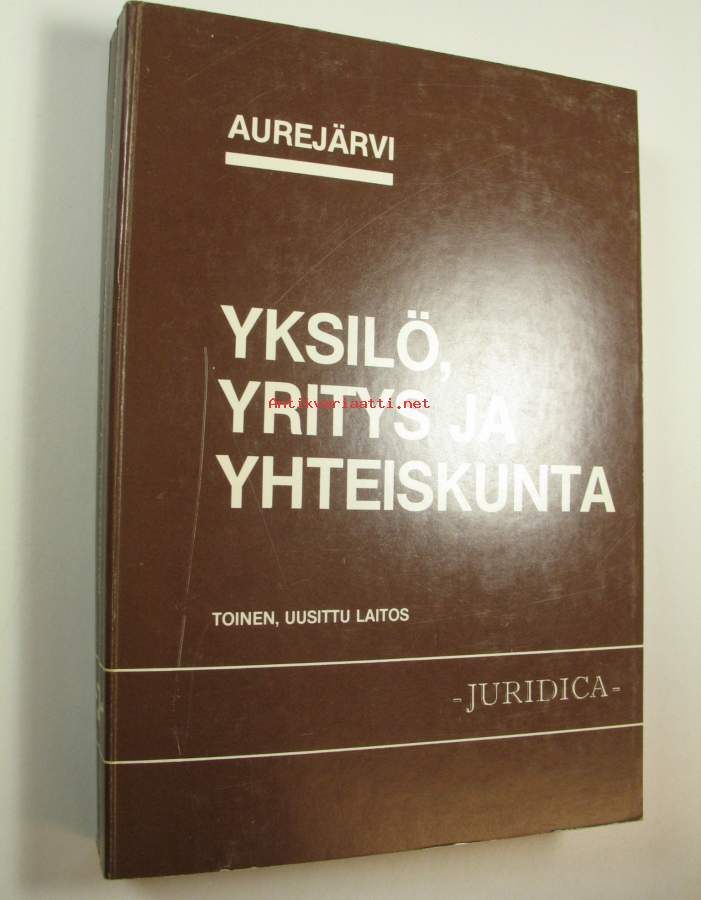 AUREJÄRVI
YKSILÖ,
YRITYS JA
Antikvariaatti.net
YHTEISKUNTA
TOINEN, UUSITTU LAITOS
-JURIDICA-